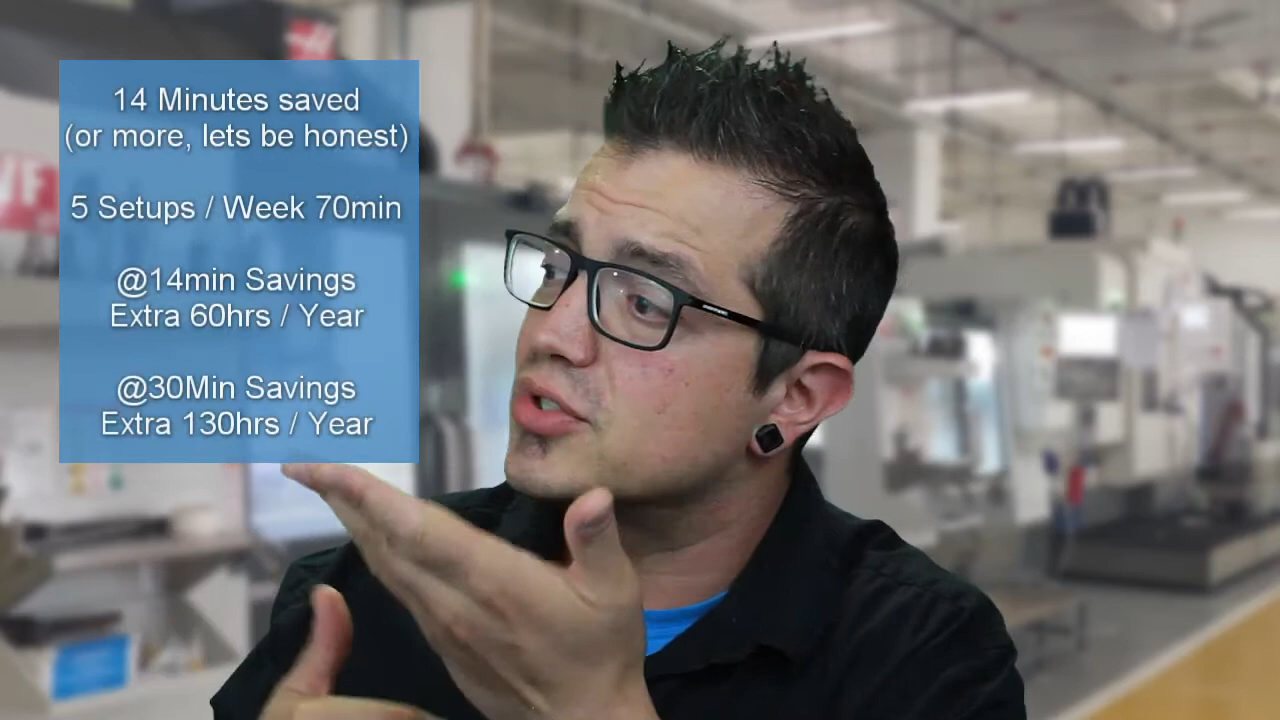 14 Minutes saved
(or more, lets be honest)
5 Setups / Week 70min
@14min Savings
Extra 60hrs / Year
@30Min Savings
Extra 130hrs / Year
VF